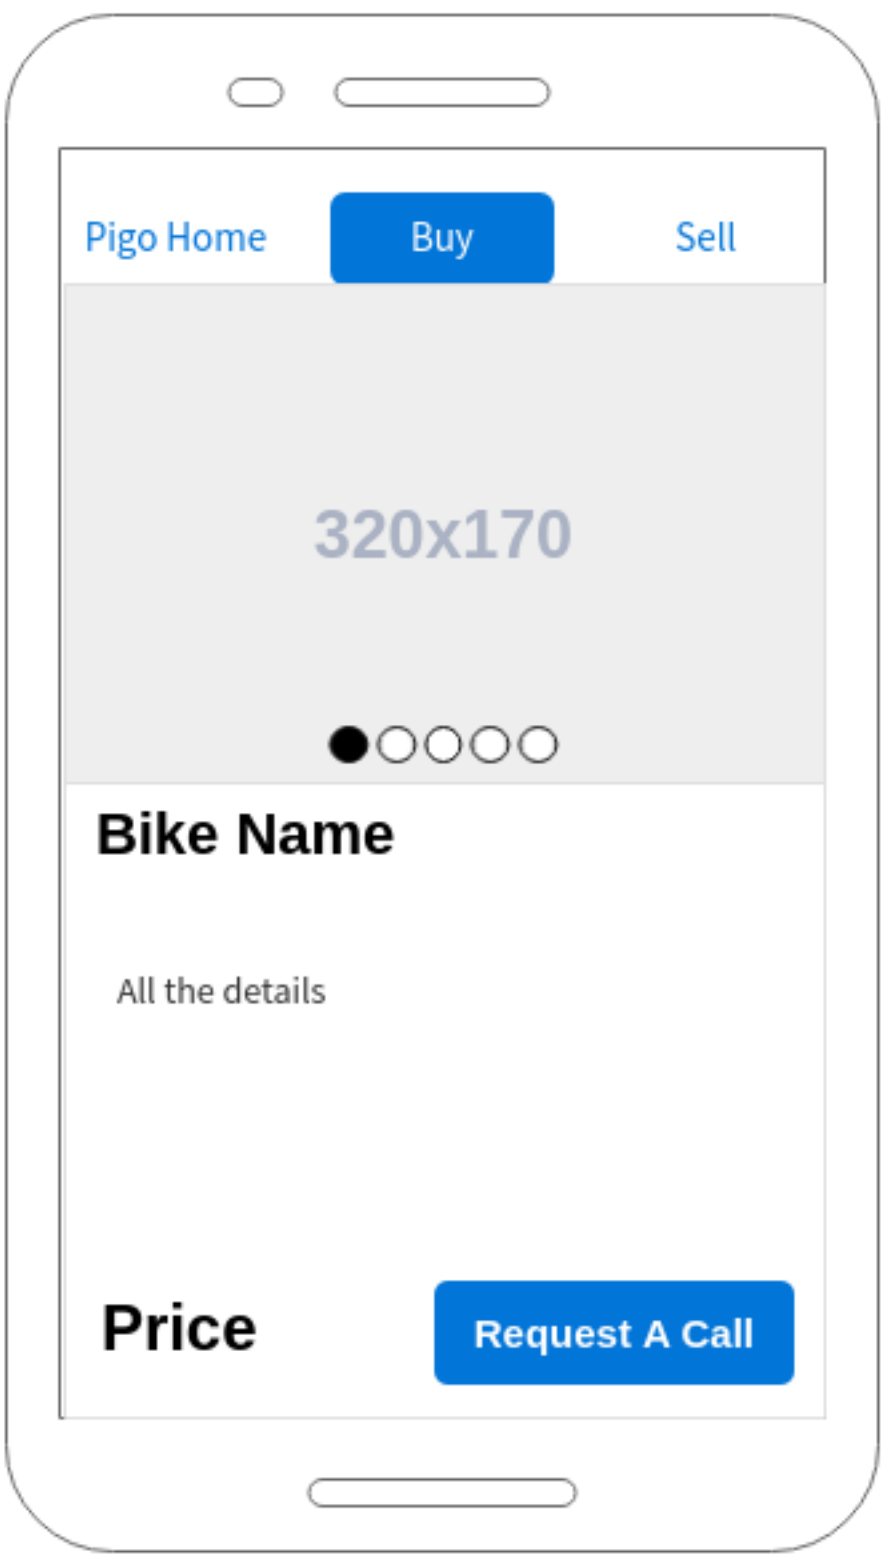 Pigo Home Buy Sell
320x170
Bike Name
All the details
Price Request A Call